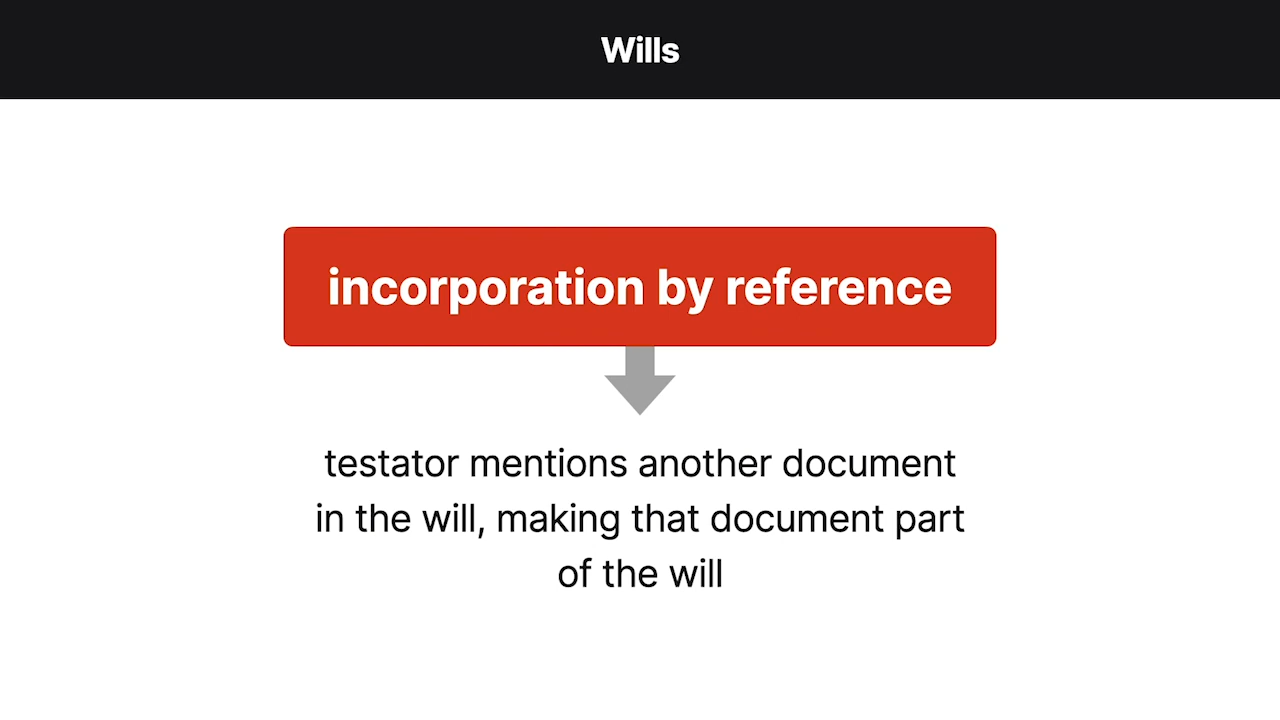 Wills
incorporation by reference
testator mentions another document
in the will, making that document part
of the will